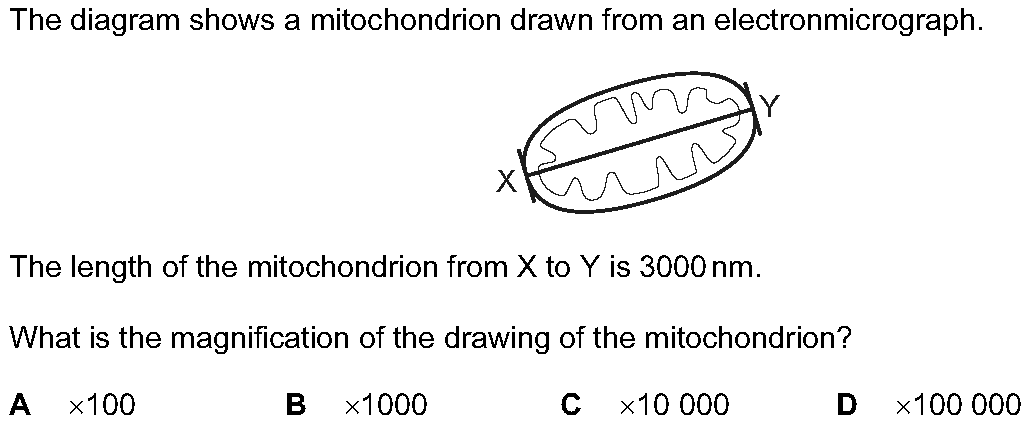 The diagram shows a mitochondrion drawn from an electronmicrograph.
Y
X
The length of the mitochondrion from X to Y is 3000 nm.
What is the magnification of the drawing of the mitochondrion?
A ×100 B ×1000 C ×10 000 D ×100 000